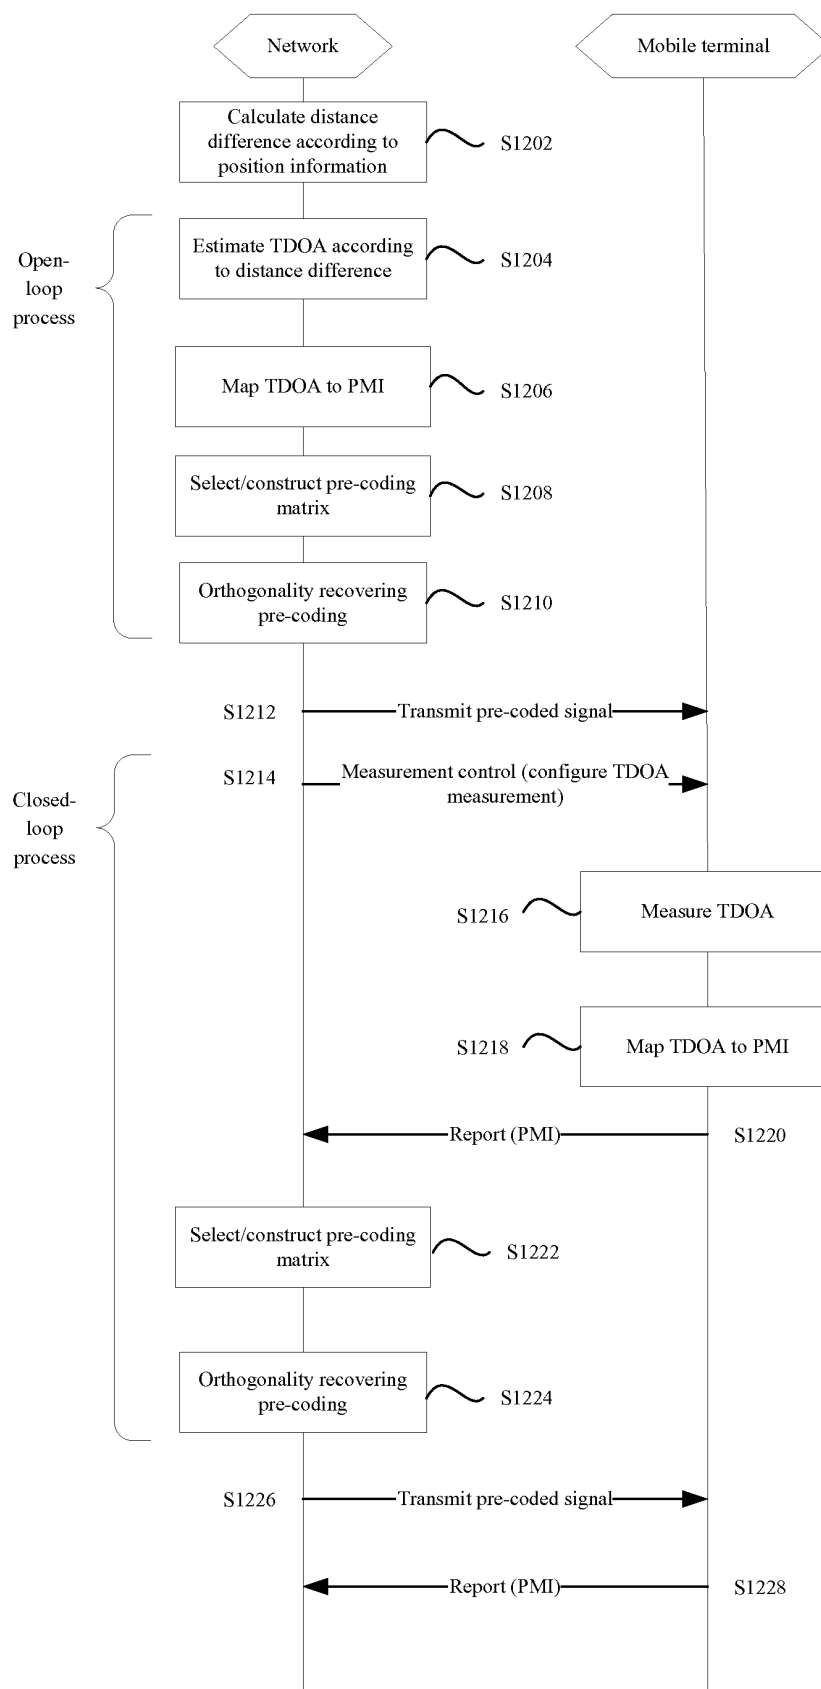 Network
Mobile terminal
Calculate distance
difference according to
position information
S1202
Open-
loop
process
Estimate TDOA according
to distance difference
S1204
Map TDOA to PMI
S1206
Select/construct pre-coding
matrix
S1208
Orthogonality recovering
pre-coding
S1210
S1212
Transmit pre-coded signal
Closed-
loop
process
S1214
Measurement control (configure TDOA
measurement)
S1216
Measure TDOA
S1218
Map TDOA to PMI
Report (PMI)
S1220
Select/construct pre-coding
matrix
S1222
Orthogonality recovering
pre-coding
S1224
S1226
Transmit pre-coded signal
Report (PMI)
S1228